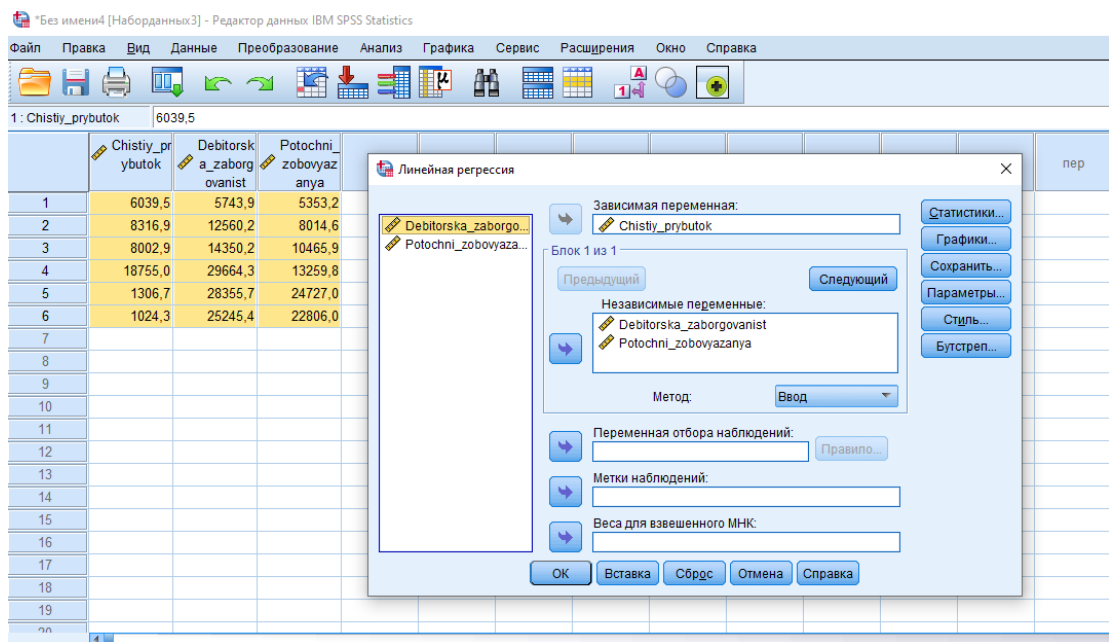 *Без имени4 [Наборданных3] - Редактор данных IBM SPSS Statistics
Файл Правка Вид Данные Преобразование Анализ Графика Сервис Расширения Окно Справка
1 : Chistiy_prybutok 6039,5
Chistiy_pr
ybutok
Debitorsk
a_zaborg
ovanist
Potochni_
zobovyaz
anya
пер
1 6039,5 5743,9 5353,2
2 8316,9 12560,2 8014,6
3 8002,9 14350,2 10465,9
4 18755,0 29664,3 13259,8
5 1306,7 28355,7 24727,0
6 1024,3 25245,4 22806,0
7
8
9
10
11
12
13
14
15
16
17
18
19
20
Линейная регрессия
Debitorska_zaborgo...
Potochni_zobovyaza...
Зависимая переменная:
Chistiy_prybutok
Блок 1 из 1
Предыдущий Следующий
Независимые переменные:
Debitorska_zaborgovanist
Potochni_zobovyazanya
Метод: Ввод
Переменная отбора наблюдений:
Правило...
Метки наблюдений:
Веса для взвешенного МНК:
Статистики...
Графики...
Сохранить...
Параметры...
Стиль...
Бутстреп...
ОК Вставка Сброс Отмена Справка